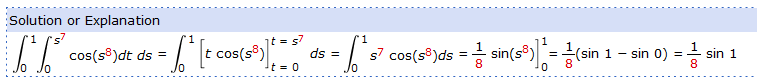 Solution or Explanation
∫₀¹ ∫₀^(s⁷) cos(s⁸)dt ds = ∫₀¹ [t cos(s⁸)]_(t = 0)^(t = s⁷) ds = ∫₀¹ s⁷ cos(s⁸)ds = 1/8 sin(s⁸)]₀¹ = 1/8(sin 1 − sin 0) = 1/8 sin 1